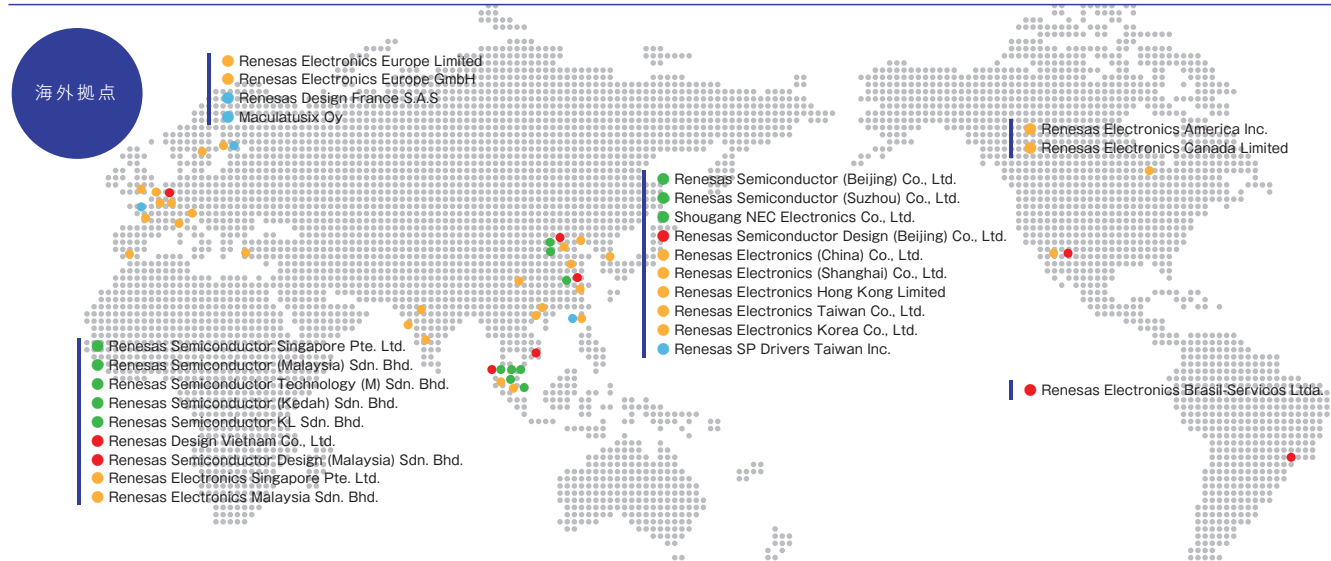 海外拠点
Renesas Electronics Europe Limited
Renesas Electronics Europe GmbH
Renesas Design France S.A.S
Maculatusix Oy
Renesas Electronics America Inc.
Renesas Electronics Canada Limited
Renesas Semiconductor (Beijing) Co., Ltd.
Renesas Semiconductor (Suzhou) Co., Ltd.
Shougang NEC Electronics Co., Ltd.
Renesas Semiconductor Design (Beijing) Co., Ltd.
Renesas Electronics (China) Co., Ltd.
Renesas Electronics (Shanghai) Co., Ltd.
Renesas Electronics Hong Kong Limited
Renesas Electronics Taiwan Co., Ltd.
Renesas Electronics Korea Co., Ltd.
Renesas SP Drivers Taiwan Inc.
Renesas Semiconductor Singapore Pte. Ltd.
Renesas Semiconductor (Malaysia) Sdn. Bhd.
Renesas Semiconductor Technology (M) Sdn. Bhd.
Renesas Semiconductor (Kedah) Sdn. Bhd.
Renesas Semiconductor KL Sdn. Bhd.
Renesas Design Vietnam Co., Ltd.
Renesas Semiconductor Design (Malaysia) Sdn. Bhd.
Renesas Electronics Singapore Pte. Ltd.
Renesas Electronics Malaysia Sdn. Bhd.
Renesas Electronics Brasil-Servicos Ltda.